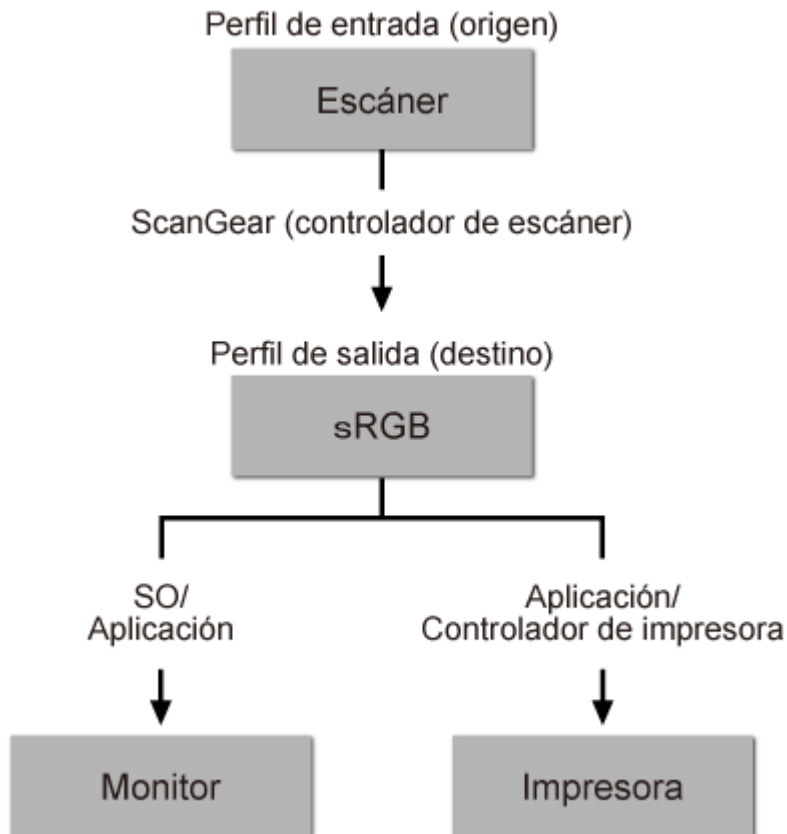 Perfil de entrada (origen)
Escáner
ScanGear (controlador de escáner)
Perfil de salida (destino)
sRGB
SO/
Aplicación
Aplicación/
Controlador de impresora
Monitor
Impresora